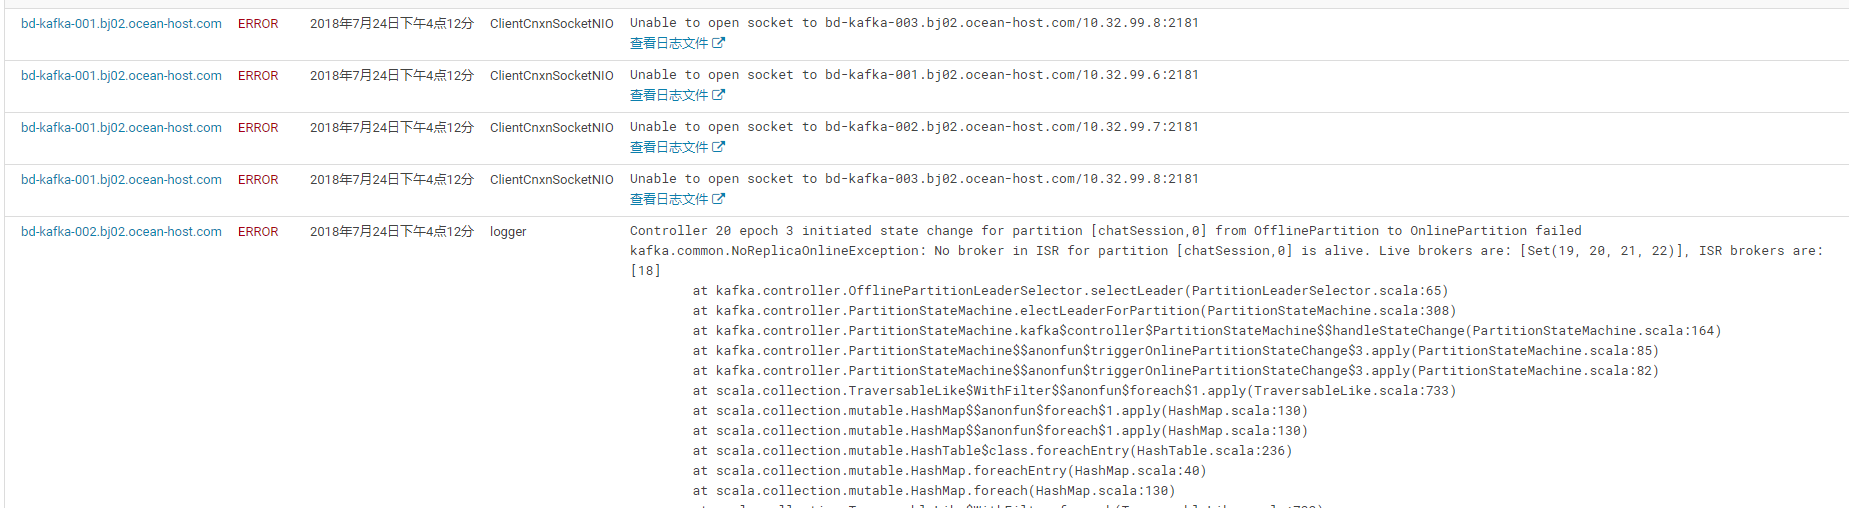 bd-kafka-001.bj02.ocean-host.com ERROR 2018年7月24日下午4点12分 ClientCnxnSocketNIO Unable to open socket to bd-kafka-003.bj02.ocean-host.com/10.32.99.8:2181
查看日志文件
bd-kafka-001.bj02.ocean-host.com ERROR 2018年7月24日下午4点12分 ClientCnxnSocketNIO Unable to open socket to bd-kafka-001.bj02.ocean-host.com/10.32.99.6:2181
查看日志文件
bd-kafka-001.bj02.ocean-host.com ERROR 2018年7月24日下午4点12分 ClientCnxnSocketNIO Unable to open socket to bd-kafka-002.bj02.ocean-host.com/10.32.99.7:2181
查看日志文件
bd-kafka-001.bj02.ocean-host.com ERROR 2018年7月24日下午4点12分 ClientCnxnSocketNIO Unable to open socket to bd-kafka-003.bj02.ocean-host.com/10.32.99.8:2181
查看日志文件
bd-kafka-002.bj02.ocean-host.com ERROR 2018年7月24日下午4点12分 logger Controller 20 epoch 3 initiated state change for partition [chatSession,0] from OfflinePartition to OnlinePartition failed
kafka.common.NoReplicaOnlineException: No broker in ISR for partition [chatSession,0] is alive. Live brokers are: [Set(19, 20, 21, 22)], ISR brokers are:
[18]
at kafka.controller.OfflinePartitionLeaderSelector.selectLeader(PartitionLeaderSelector.scala:65)
at kafka.controller.PartitionStateMachine.electLeaderForPartition(PartitionStateMachine.scala:308)
at kafka.controller.PartitionStateMachine.kafka$controller$PartitionStateMachine$$handleStateChange(PartitionStateMachine.scala:164)
at kafka.controller.PartitionStateMachine$$anonfun$triggerOnlinePartitionStateChange$3.apply(PartitionStateMachine.scala:85)
at kafka.controller.PartitionStateMachine$$anonfun$triggerOnlinePartitionStateChange$3.apply(PartitionStateMachine.scala:82)
at scala.collection.TraversableLike$WithFilter$$anonfun$foreach$1.apply(TraversableLike.scala:733)
at scala.collection.mutable.HashMap$$anonfun$foreach$1.apply(HashMap.scala:130)
at scala.collection.mutable.HashMap$$anonfun$foreach$1.apply(HashMap.scala:130)
at scala.collection.mutable.HashTable$class.foreachEntry(HashTable.scala:236)
at scala.collection.mutable.HashMap.foreachEntry(HashMap.scala:40)
at scala.collection.mutable.HashMap.foreach(HashMap.scala:130)